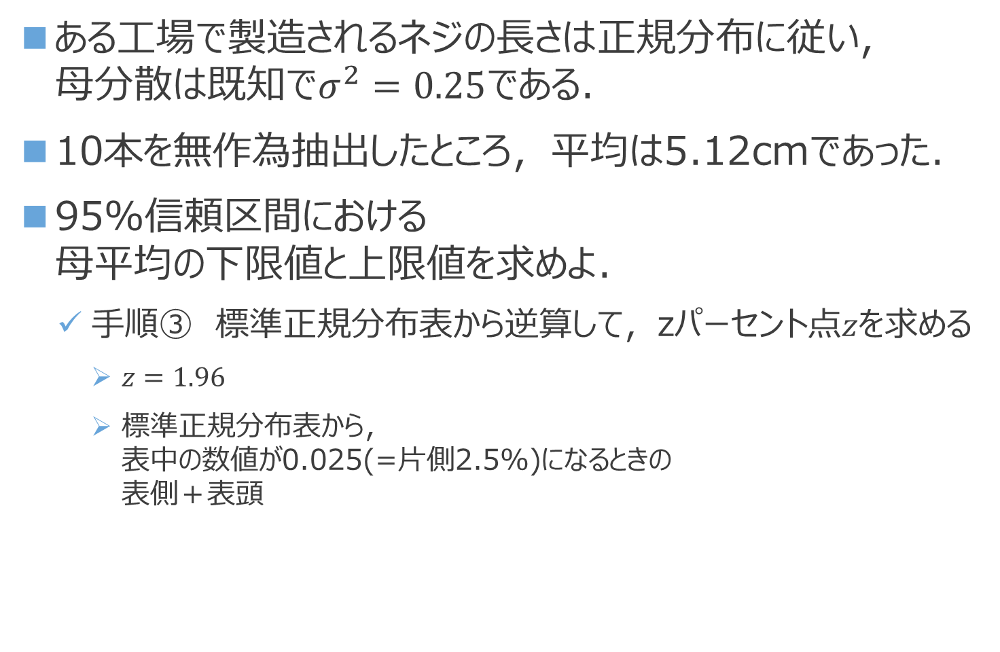 ■ある工場で製造されるネジの長さは正規分布に従い,
母分散は既知でσ² = 0.25である.
■10本を無作為抽出したところ, 平均は5.12cmであった.
■95%信頼区間における
母平均の下限値と上限値を求めよ.
✓手順③ 標準正規分布表から逆算して, zパーセント点zを求める
➢z = 1.96
➢標準正規分布表から,
表中の数値が0.025(=片側2.5%)になるときの
表側＋表頭